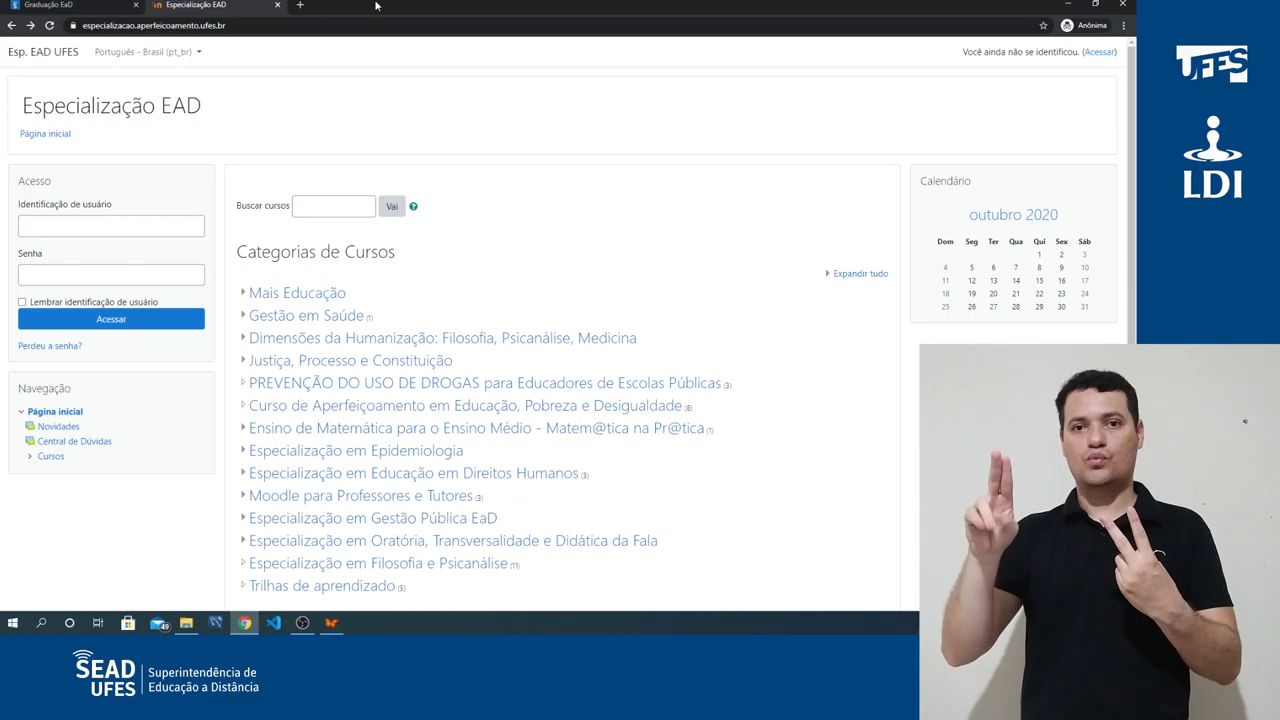 Graduação EaD
Especialização EAD
especializacao.aperfeicoamento.ufes.br
Anônima
Esp. EAD UFES
Português - Brasil (pt_br)
Você ainda não se identificou. (Acessar)
Especialização EAD
Página inicial
Acesso
Identificação de usuário
Senha
Lembrar identificação de usuário
Acessar
Perdeu a senha?
Navegação
Página inicial
Novidades
Central de Dúvidas
Cursos
Buscar cursos
Vai
Categorias de Cursos
Expandir tudo
Mais Educação
Gestão em Saúde (1)
Dimensões da Humanização: Filosofia, Psicanálise, Medicina
Justiça, Processo e Constituição
PREVENÇÃO DO USO DE DROGAS para Educadores de Escolas Públicas (3)
Curso de Aperfeiçoamento em Educação, Pobreza e Desigualdade (8)
Ensino de Matemática para o Ensino Médio - Matem@tica na Pr@tica (1)
Especialização em Epidemiologia
Especialização em Educação em Direitos Humanos (3)
Moodle para Professores e Tutores (3)
Especialização em Gestão Pública EaD
Especialização em Oratória, Transversalidade e Didática da Fala
Especialização em Filosofia e Psicanálise (11)
Trilhas de aprendizado (5)
Calendário
outubro 2020
Dom Seg Ter Qua Qui Sex Sáb
1 2 3
4 5 6 7 8 9 10
11 12 13 14 15 16 17
18 19 20 21 22 23 24
25 26 27 28 29 30 31
49
UFES
LDI
SEAD
UFES
Superintendência de
Educação a Distância